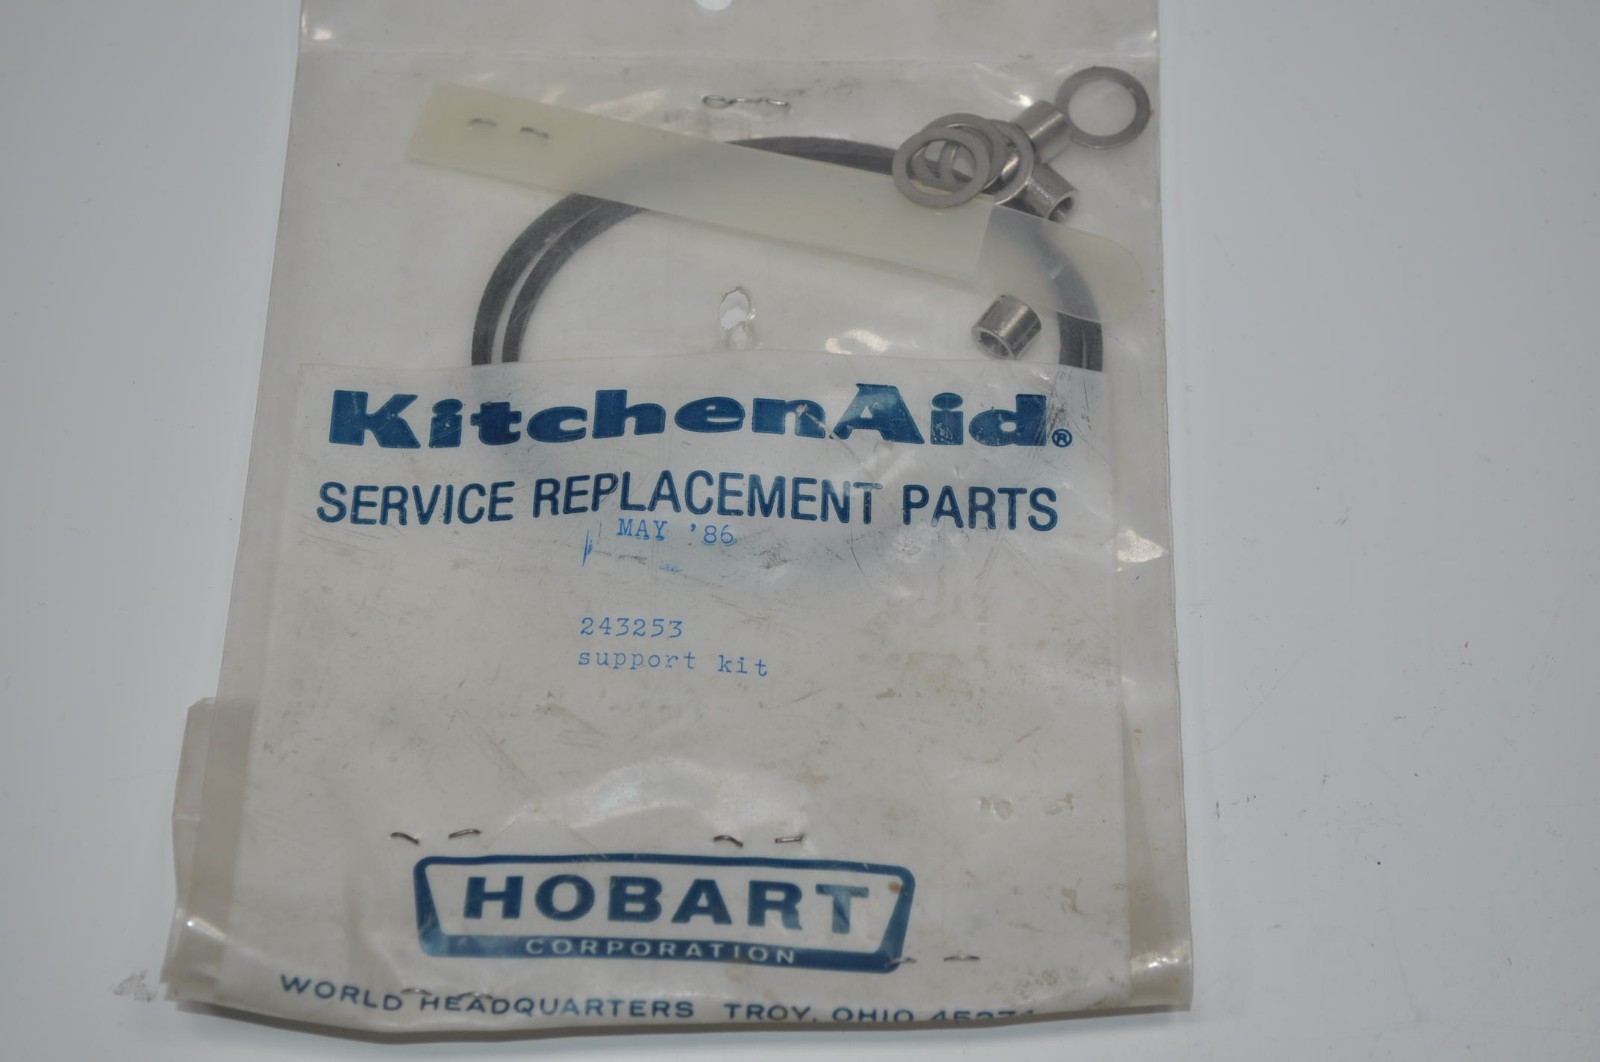 KitchenAid®
SERVICE REPLACEMENT PARTS
MAY '86
243253
support kit
HOBART
CORPORATION
WORLD HEADQUARTERS TROY, OHIO